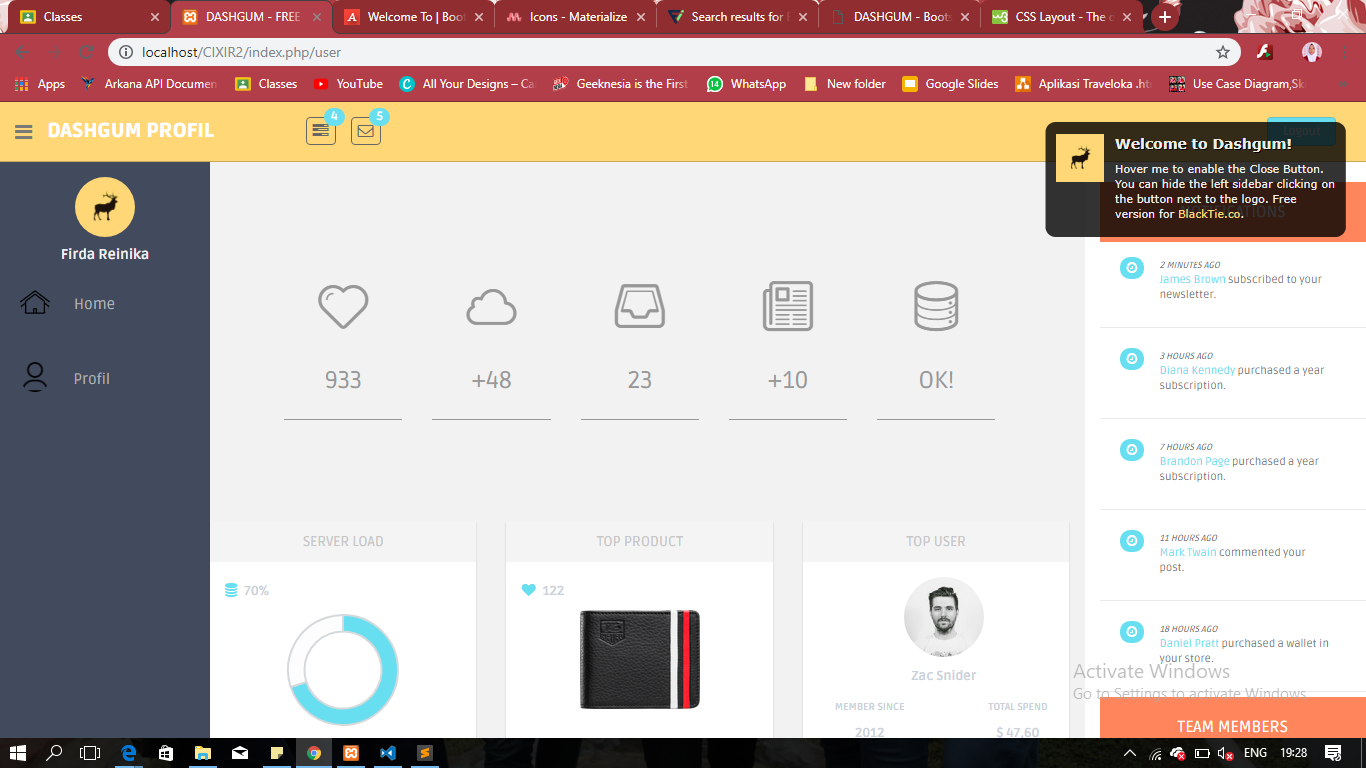 Classes
DASHGUM - FREE
Welcome To | Boot
Icons - Materialize
Search results for
DASHGUM - Boots
CSS Layout - The
localhost/CIXIR2/index.php/user
Apps
Arkana API Documen
Classes
YouTube
All Your Designs – Ca
Geeknesia is the First
14
WhatsApp
New folder
Google Slides
Aplikasi Traveloka .ht
Use Case Diagram,Sk
DASHGUM PROFIL
4
5
Logout
Welcome to Dashgum!
Hover me to enable the Close Button.
You can hide the left sidebar clicking on
the button next to the logo. Free
version for BlackTie.co.
NOTIFICATIONS
Firda Reinika
Home
Profil
933
+48
23
+10
OK!
SERVER LOAD
70%
TOP PRODUCT
122
TOP USER
Zac Snider
MEMBER SINCE
TOTAL SPEND
2012
$ 47,60
2 MINUTES AGO
James Brown subscribed to your
newsletter.
3 HOURS AGO
Diana Kennedy purchased a year
subscription.
7 HOURS AGO
Brandon Page purchased a year
subscription.
11 HOURS AGO
Mark Twain commented your
post.
18 HOURS AGO
Daniel Pratt purchased a wallet in
your store.
Activate Windows
Go to Settings to activate Windows.
TEAM MEMBERS
ENG
19:28